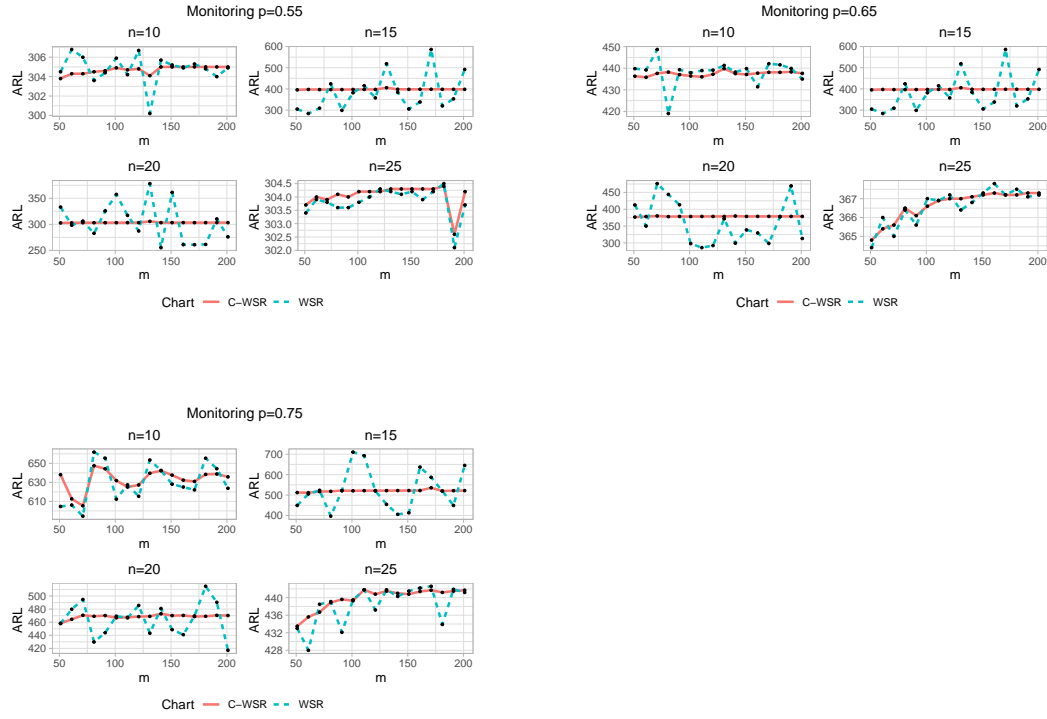 Monitoring p=0.55
n=10
n=15
306
304
302
300
ARL
50
100
150
200
m
600
500
400
300
ARL
50
100
150
200
m
n=20
n=25
350
300
250
ARL
50
100
150
200
m
304.5
304.0
303.5
303.0
302.5
302.0
ARL
50
100
150
200
m
Chart C−WSR WSR
Monitoring p=0.65
n=10
n=15
450
440
430
420
ARL
50
100
150
200
m
600
500
400
300
ARL
50
100
150
200
m
n=20
n=25
450
400
350
300
ARL
50
100
150
200
m
367
366
365
ARL
50
100
150
200
m
Chart C−WSR WSR
Monitoring p=0.75
n=10
n=15
650
630
610
ARL
50
100
150
200
m
700
600
500
400
ARL
50
100
150
200
m
n=20
n=25
500
480
460
440
420
ARL
50
100
150
200
m
440
436
432
428
ARL
50
100
150
200
m
Chart C−WSR WSR